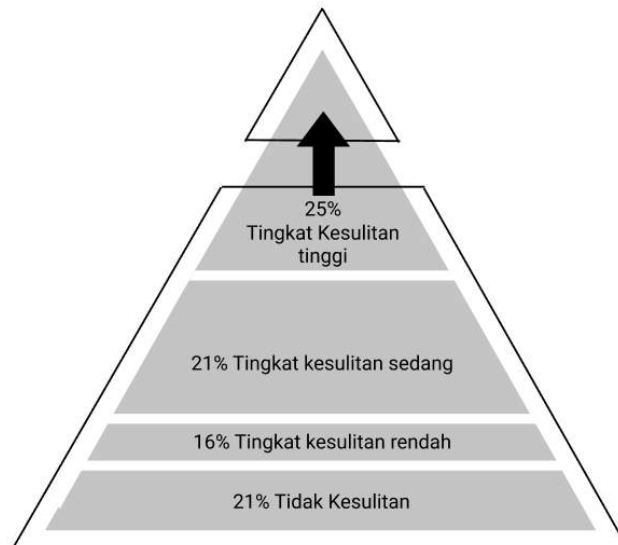 25%
Tingkat Kesulitan
tinggi
21% Tingkat kesulitan sedang
16% Tingkat kesulitan rendah
21% Tidak Kesulitan